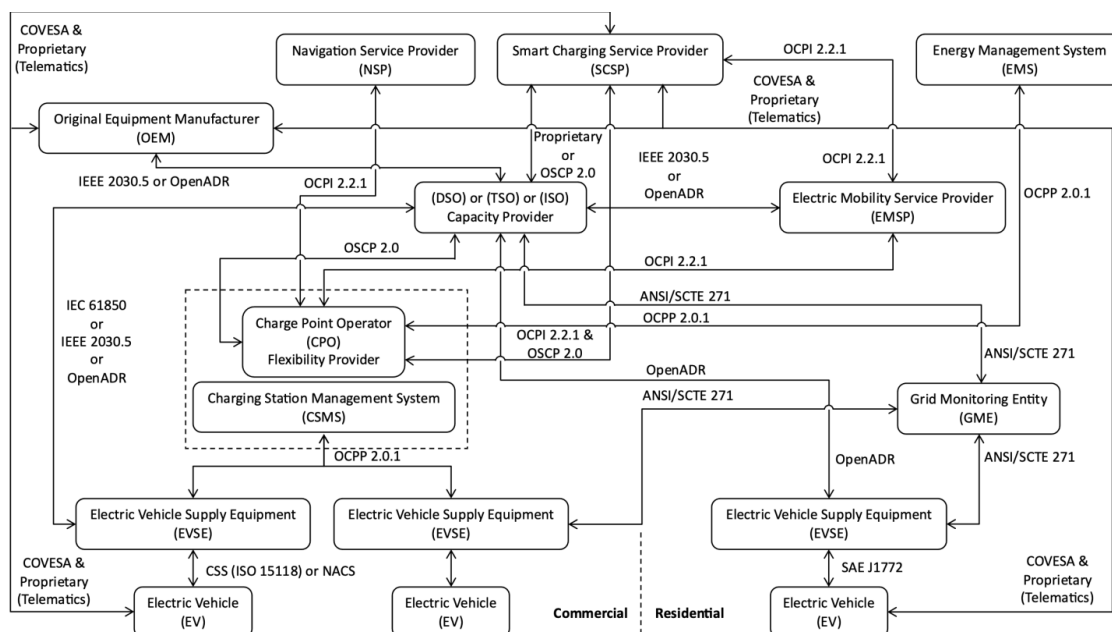 COVESA &
Proprietary
(Telematics)
Navigation Service Provider
(NSP)
Smart Charging Service Provider
(SCSP)
OCPI 2.2.1
Energy Management System
(EMS)
COVESA &
Proprietary
(Telematics)
Original Equipment Manufacturer
(OEM)
Proprietary
or
OSCP 2.0
IEEE 2030.5
or
OpenADR
OCPI 2.2.1
IEEE 2030.5 or OpenADR
OCPI 2.2.1
OCPP 2.0.1
(DSO) or (TSO) or (ISO)
Capacity Provider
Electric Mobility Service Provider
(EMSP)
OSCP 2.0
OCPI 2.2.1
IEC 61850
or
IEEE 2030.5
or
OpenADR
ANSI/SCTE 271
Charge Point Operator
(CPO)
Flexibility Provider
OCPP 2.0.1
OCPI 2.2.1 &
OSCP 2.0
ANSI/SCTE 271
OpenADR
Charging Station Management System
(CSMS)
ANSI/SCTE 271
Grid Monitoring Entity
(GME)
OCPP 2.0.1
OpenADR
ANSI/SCTE 271
Electric Vehicle Supply Equipment
(EVSE)
Electric Vehicle Supply Equipment
(EVSE)
Electric Vehicle Supply Equipment
(EVSE)
COVESA &
Proprietary
(Telematics)
CSS (ISO 15118) or NACS
SAE J1772
COVESA &
Proprietary
(Telematics)
Electric Vehicle
(EV)
Electric Vehicle
(EV)
Commercial
Residential
Electric Vehicle
(EV)